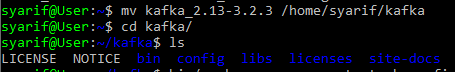 syarif@User:~$ mv kafka_2.13-3.2.3 /home/syarif/kafka
syarif@User:~$ cd kafka/
syarif@User:~/kafka$ ls
LICENSE NOTICE bin config libs licenses site-docs